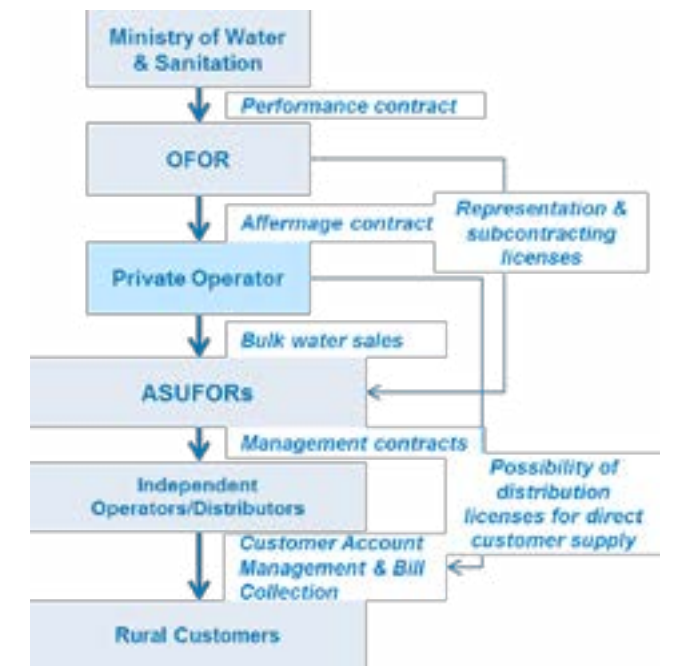 Ministry of Water
& Sanitation
Performance contract
OFOR
Affermage contract
Representation &
subcontracting
licenses
Private Operator
Bulk water sales
ASUFORs
Management contracts
Independent
Operators/Distributors
Possibility of
distribution
licenses for direct
customer supply
Customer Account
Management & Bill
Collection
Rural Customers